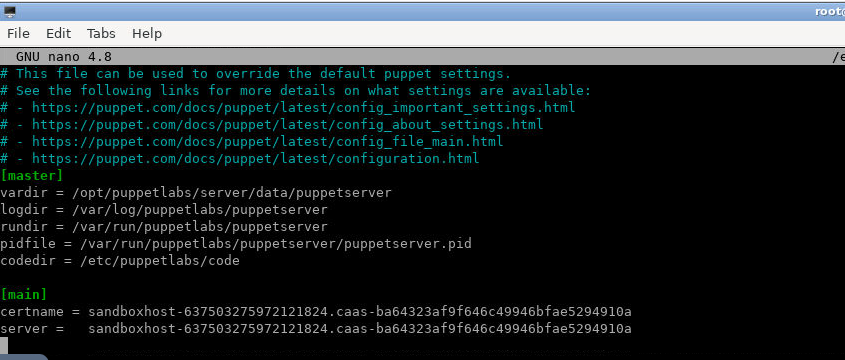 root@
File Edit Tabs Help
GNU nano 4.8 /e
# This file can be used to override the default puppet settings.
# See the following links for more details on what settings are available:
# - https://puppet.com/docs/puppet/latest/config_important_settings.html
# - https://puppet.com/docs/puppet/latest/config_about_settings.html
# - https://puppet.com/docs/puppet/latest/config_file_main.html
# - https://puppet.com/docs/puppet/latest/configuration.html
[master]
vardir = /opt/puppetlabs/server/data/puppetserver
logdir = /var/log/puppetlabs/puppetserver
rundir = /var/run/puppetlabs/puppetserver
pidfile = /var/run/puppetlabs/puppetserver/puppetserver.pid
codedir = /etc/puppetlabs/code
[main]
certname = sandboxhost-637503275972121824.caas-ba64323af9f646c49946bfae5294910a
server =   sandboxhost-637503275972121824.caas-ba64323af9f646c49946bfae5294910a